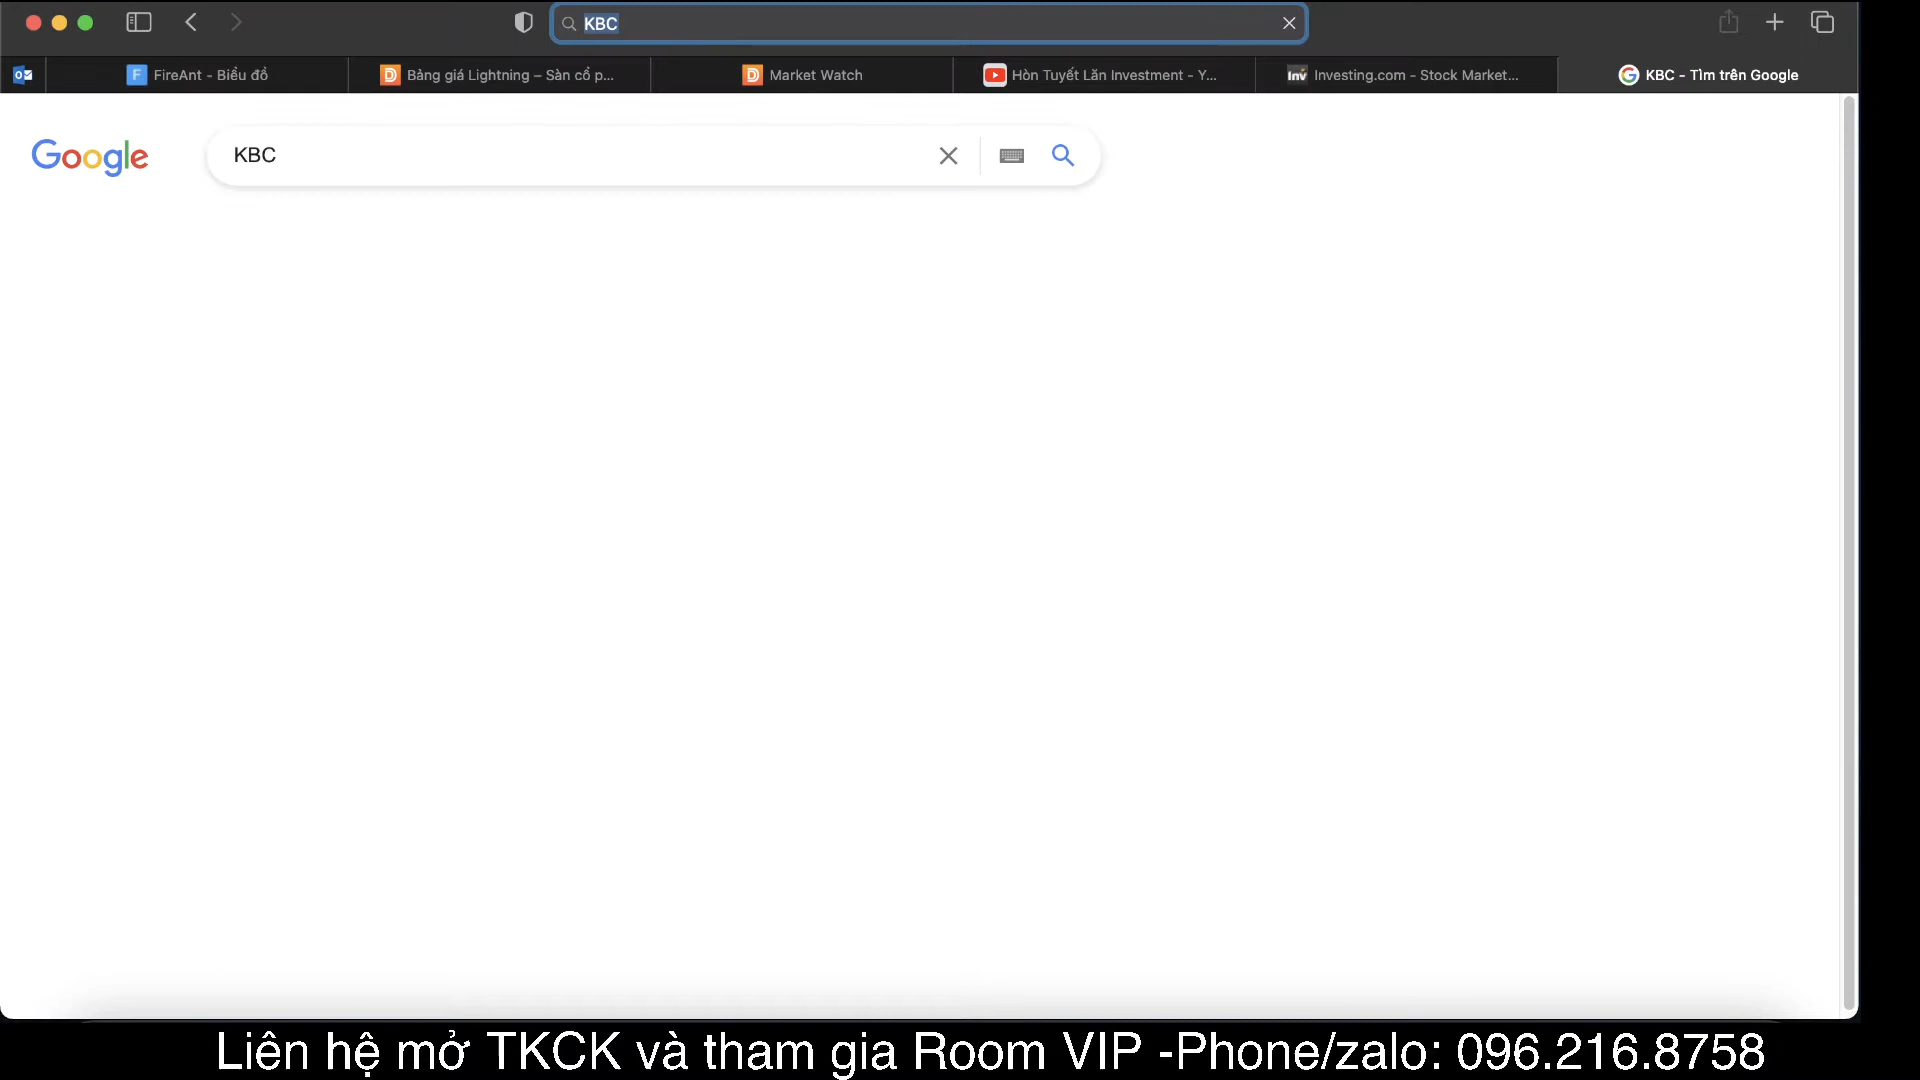 KBC
FireAnt - Biểu đồ
Bảng giá Lightning – Sàn cổ p...
Market Watch
Hòn Tuyết Lăn Investment - Y...
Investing.com - Stock Market...
KBC - Tìm trên Google
Google
KBC
Liên hệ mở TKCK và tham gia Room VIP -Phone/zalo: 096.216.8758